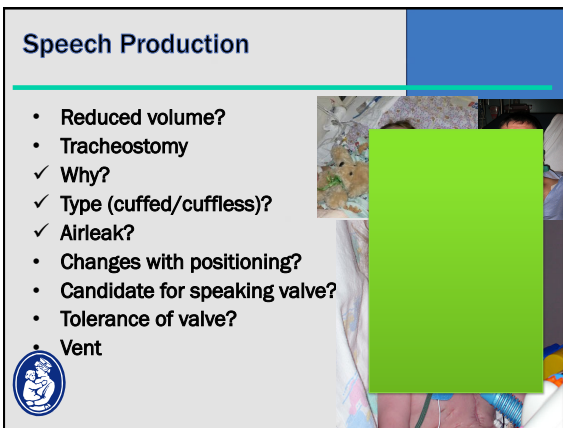 Speech Production
• Reduced volume?
• Tracheostomy
✓ Why?
✓ Type (cuffed/cuffless)?
✓ Airleak?
• Changes with positioning?
• Candidate for speaking valve?
• Tolerance of valve?
• Vent